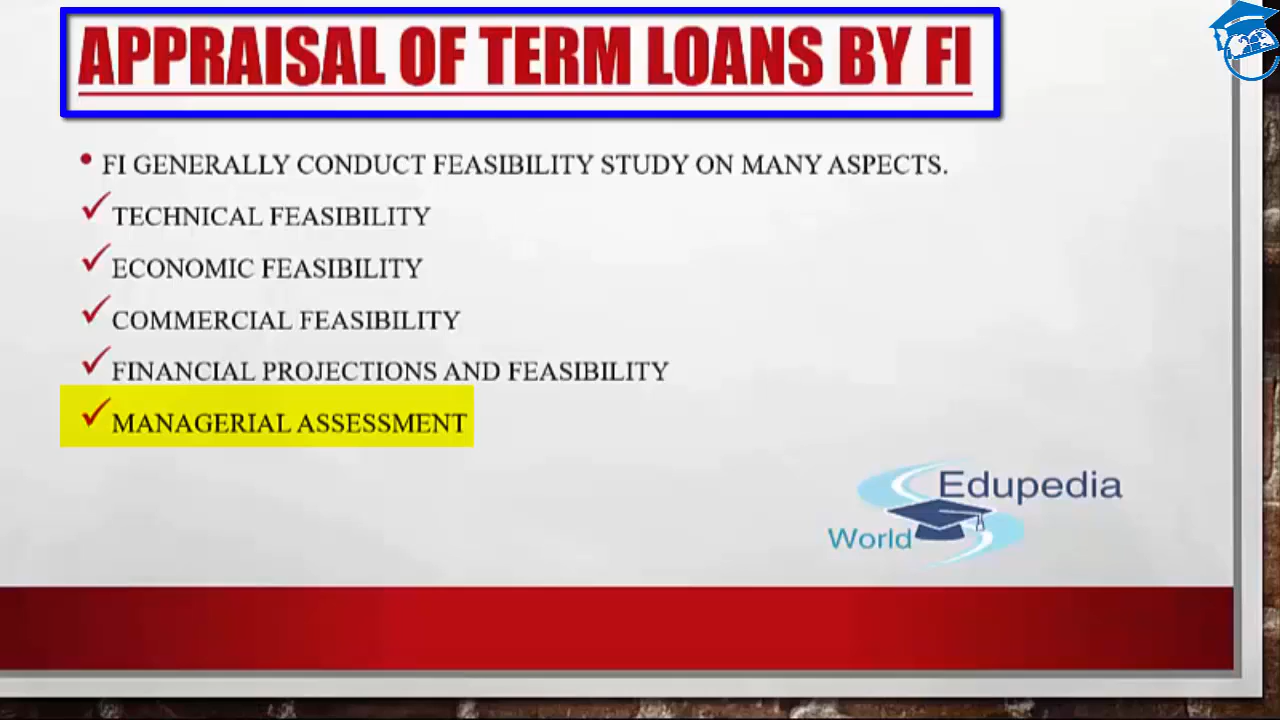 APPRAISAL OF TERM LOANS BY FI
• FI GENERALLY CONDUCT FEASIBILITY STUDY ON MANY ASPECTS.
✓ TECHNICAL FEASIBILITY
✓ ECONOMIC FEASIBILITY
✓ COMMERCIAL FEASIBILITY
✓ FINANCIAL PROJECTIONS AND FEASIBILITY
✓ MANAGERIAL ASSESSMENT
Edupedia
World